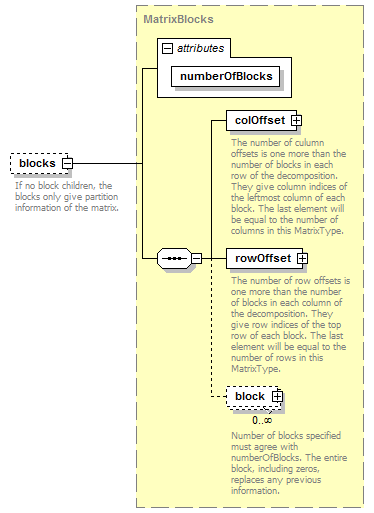 MatrixBlocks
attributes
numberOfBlocks
blocks
If no block children, the
blocks only give partition
information of the matrix.
colOffset
The number of culumn
offsets is one more than the
number of blocks in each
row of the decomposition.
They give column indices of
the leftmost column of each
block. The last element will
be equal to the number of
columns in this MatrixType.
rowOffset
The number of row offsets is
one more than the number
of blocks in each column of
the decomposition. They
give row indices of the top
row of each block. The last
element will be equal to the
number of rows in this
MatrixType.
block
0..∞
Number of blocks specified
must agree with
numberOfBlocks. The entire
block, including zeros,
replaces any previous
information.